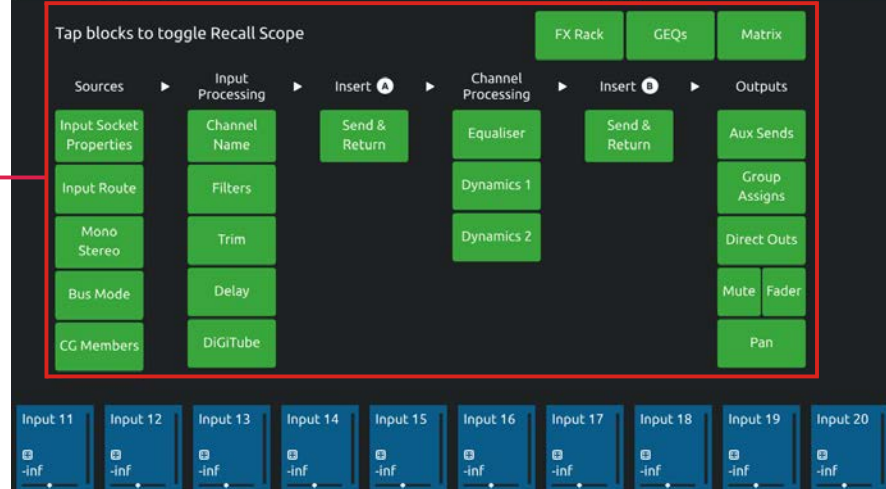 Tap blocks to toggle Recall Scope
FX Rack
GEQs
Matrix
Sources
Input
Processing
Insert A
Channel
Processing
Insert B
Outputs
Input Socket
Properties
Input Route
Mono
Stereo
Bus Mode
CG Members
Channel
Name
Filters
Trim
Delay
DiGiTube
Send &
Return
Equaliser
Dynamics 1
Dynamics 2
Send &
Return
Aux Sends
Group
Assigns
Direct Outs
Mute
Fader
Pan
Input 11
-inf
Input 12
-inf
Input 13
-inf
Input 14
-inf
Input 15
-inf
Input 16
-inf
Input 17
-inf
Input 18
-inf
Input 19
-inf
Input 20
-inf